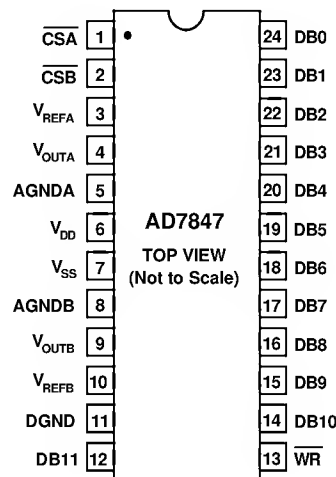 CSA 1 24 DB0
CSB 2 23 DB1
VREFA 3 22 DB2
VOUTA 4 21 DB3
AGNDA 5 20 DB4
AD7847
VDD 6 19 DB5
TOP VIEW
VSS 7 18 DB6
(Not to Scale)
AGNDB 8 17 DB7
VOUTB 9 16 DB8
VREFB 10 15 DB9
DGND 11 14 DB10
DB11 12 13 WR